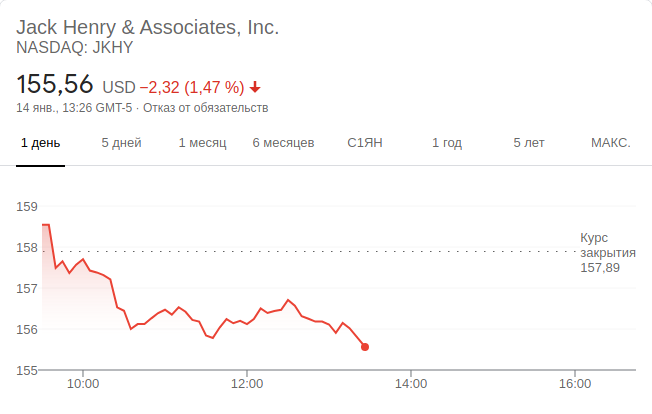 Jack Henry & Associates, Inc.
NASDAQ: JKHY
155,56 USD −2,32 (1,47 %)
14 янв., 13:26 GMT-5 · Отказ от обязательств
1 день 5 дней 1 месяц 6 месяцев С1ЯН 1 год 5 лет МАКС.
159
158
157
156
155
Курс
закрытия
157,89
10:00 12:00 14:00 16:00